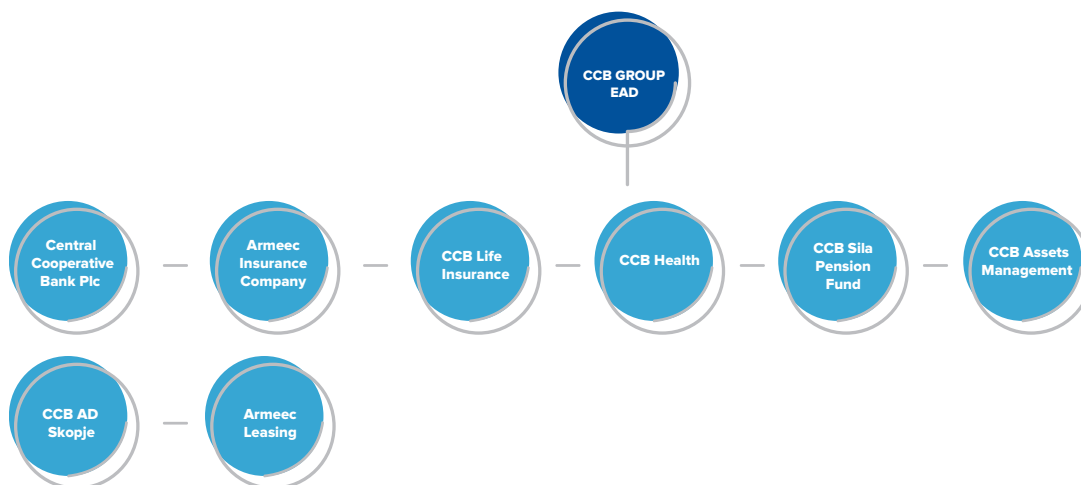 CCB GROUP
EAD
Central
Cooperative
Bank Plc
Armeec
Insurance
Company
CCB Life
Insurance
CCB Health
CCB Sila
Pension
Fund
CCB Assets
Management
CCB AD
Skopje
Armeec
Leasing